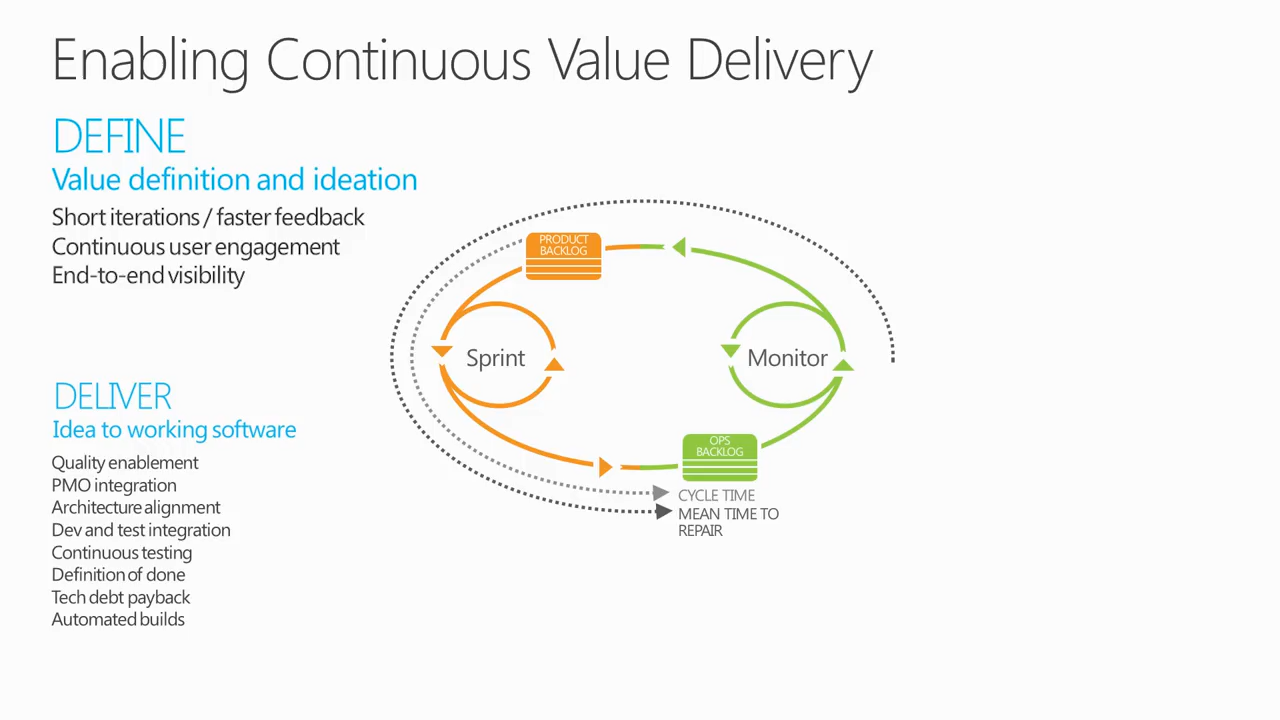 Enabling Continuous Value Delivery
DEFINE
Value definition and ideation
Short iterations / faster feedback
Continuous user engagement
End-to-end visibility
DELIVER
Idea to working software
Quality enablement
PMO integration
Architecture alignment
Dev and test integration
Continuous testing
Definition of done
Tech debt payback
Automated builds
PRODUCT
BACKLOG
Sprint
Monitor
OPS
BACKLOG
CYCLE TIME
MEAN TIME TO
REPAIR